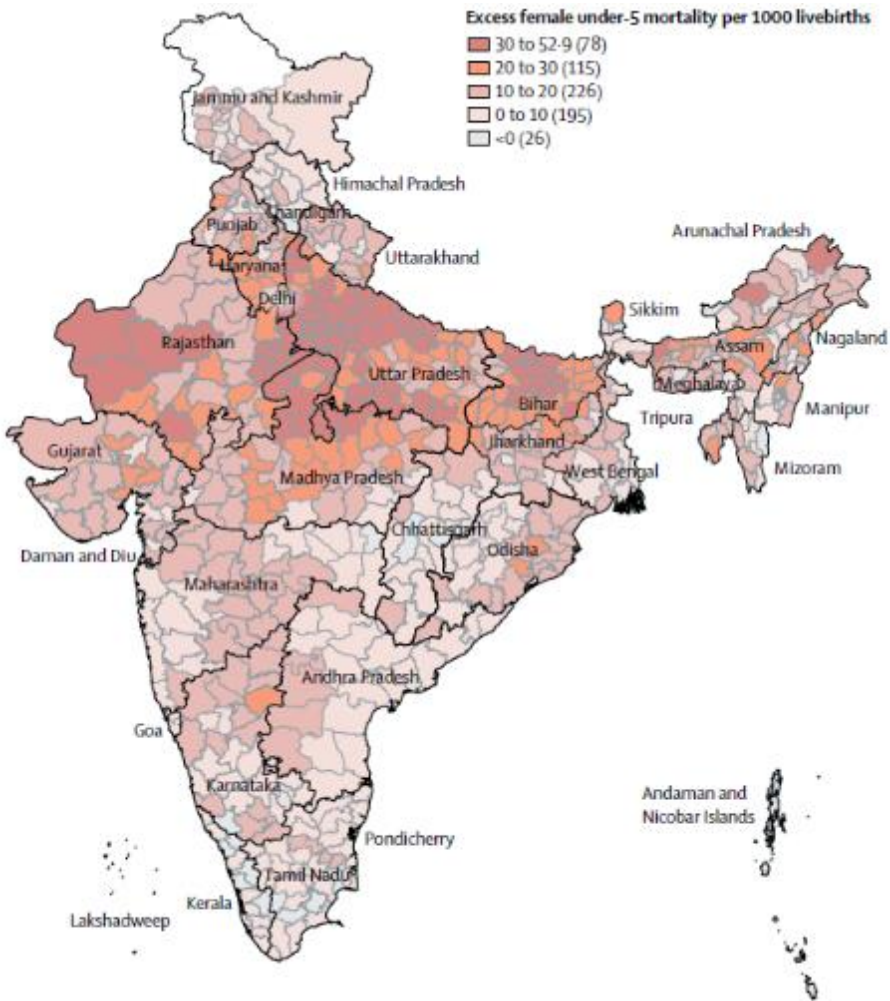 Excess female under-5 mortality per 1000 livebirths
30 to 52·9 (78)
20 to 30 (115)
10 to 20 (226)
0 to 10 (195)
<0 (26)
Jammu and Kashmir
Himachal Pradesh
Chandigarh
Punjab
Uttarakhand
Arunachal Pradesh
Haryana
Delhi
Sikkim
Rajasthan
Assam
Nagaland
Uttar Pradesh
Meghalaya
Bihar
Manipur
Tripura
Jharkhand
Gujarat
West Bengal
Mizoram
Madhya Pradesh
Chhattisgarh
Odisha
Daman and Diu
Maharashtra
Andhra Pradesh
Goa
Karnataka
Andaman and
Nicobar Islands
Pondicherry
Tamil Nadu
Kerala
Lakshadweep